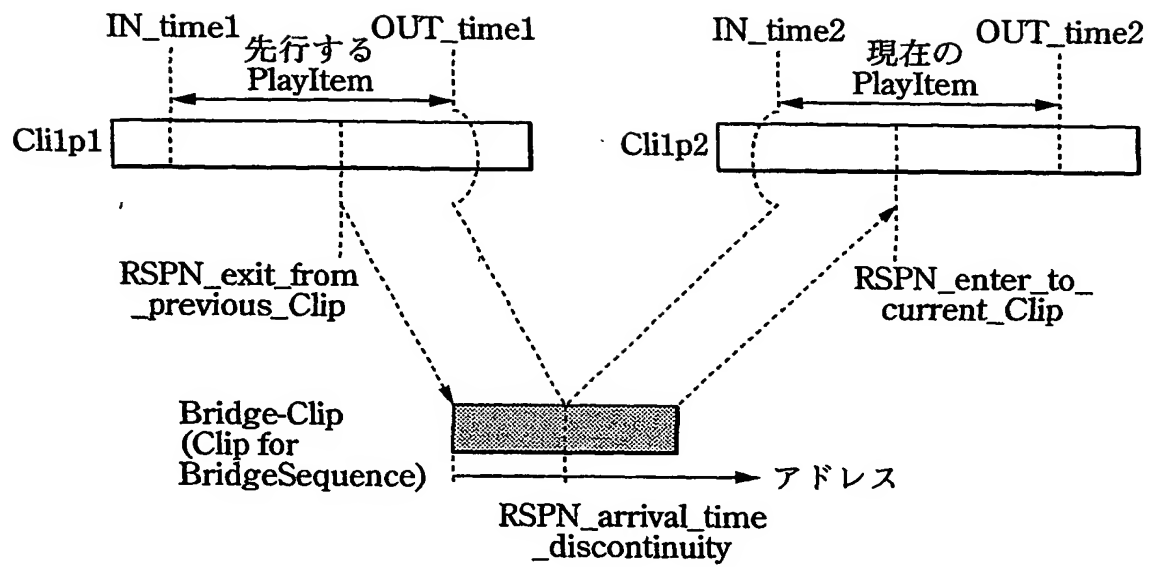 IN_time1
先行する
PlayItem
OUT_time1
IN_time2
現在の
PlayItem
OUT_time2
Cli1p1
Cli1p2
RSPN_exit_from
_previous_Clip
RSPN_enter_to_
current_Clip
Bridge-Clip
(Clip for
BridgeSequence)
アドレス
RSPN_arrival_time
_discontinuity